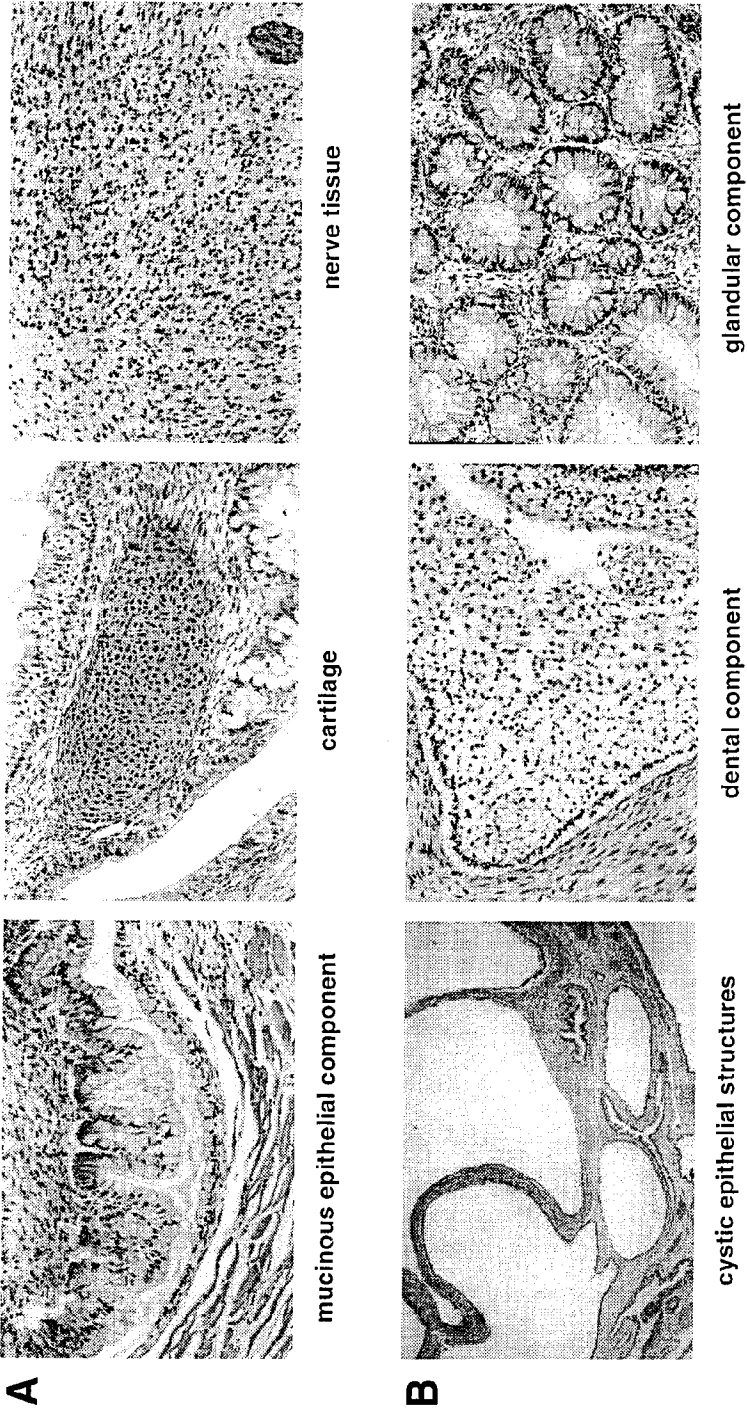 A
mucinous epithelial component
cartilage
nerve tissue
B
cystic epithelial structures
dental component
glandular component